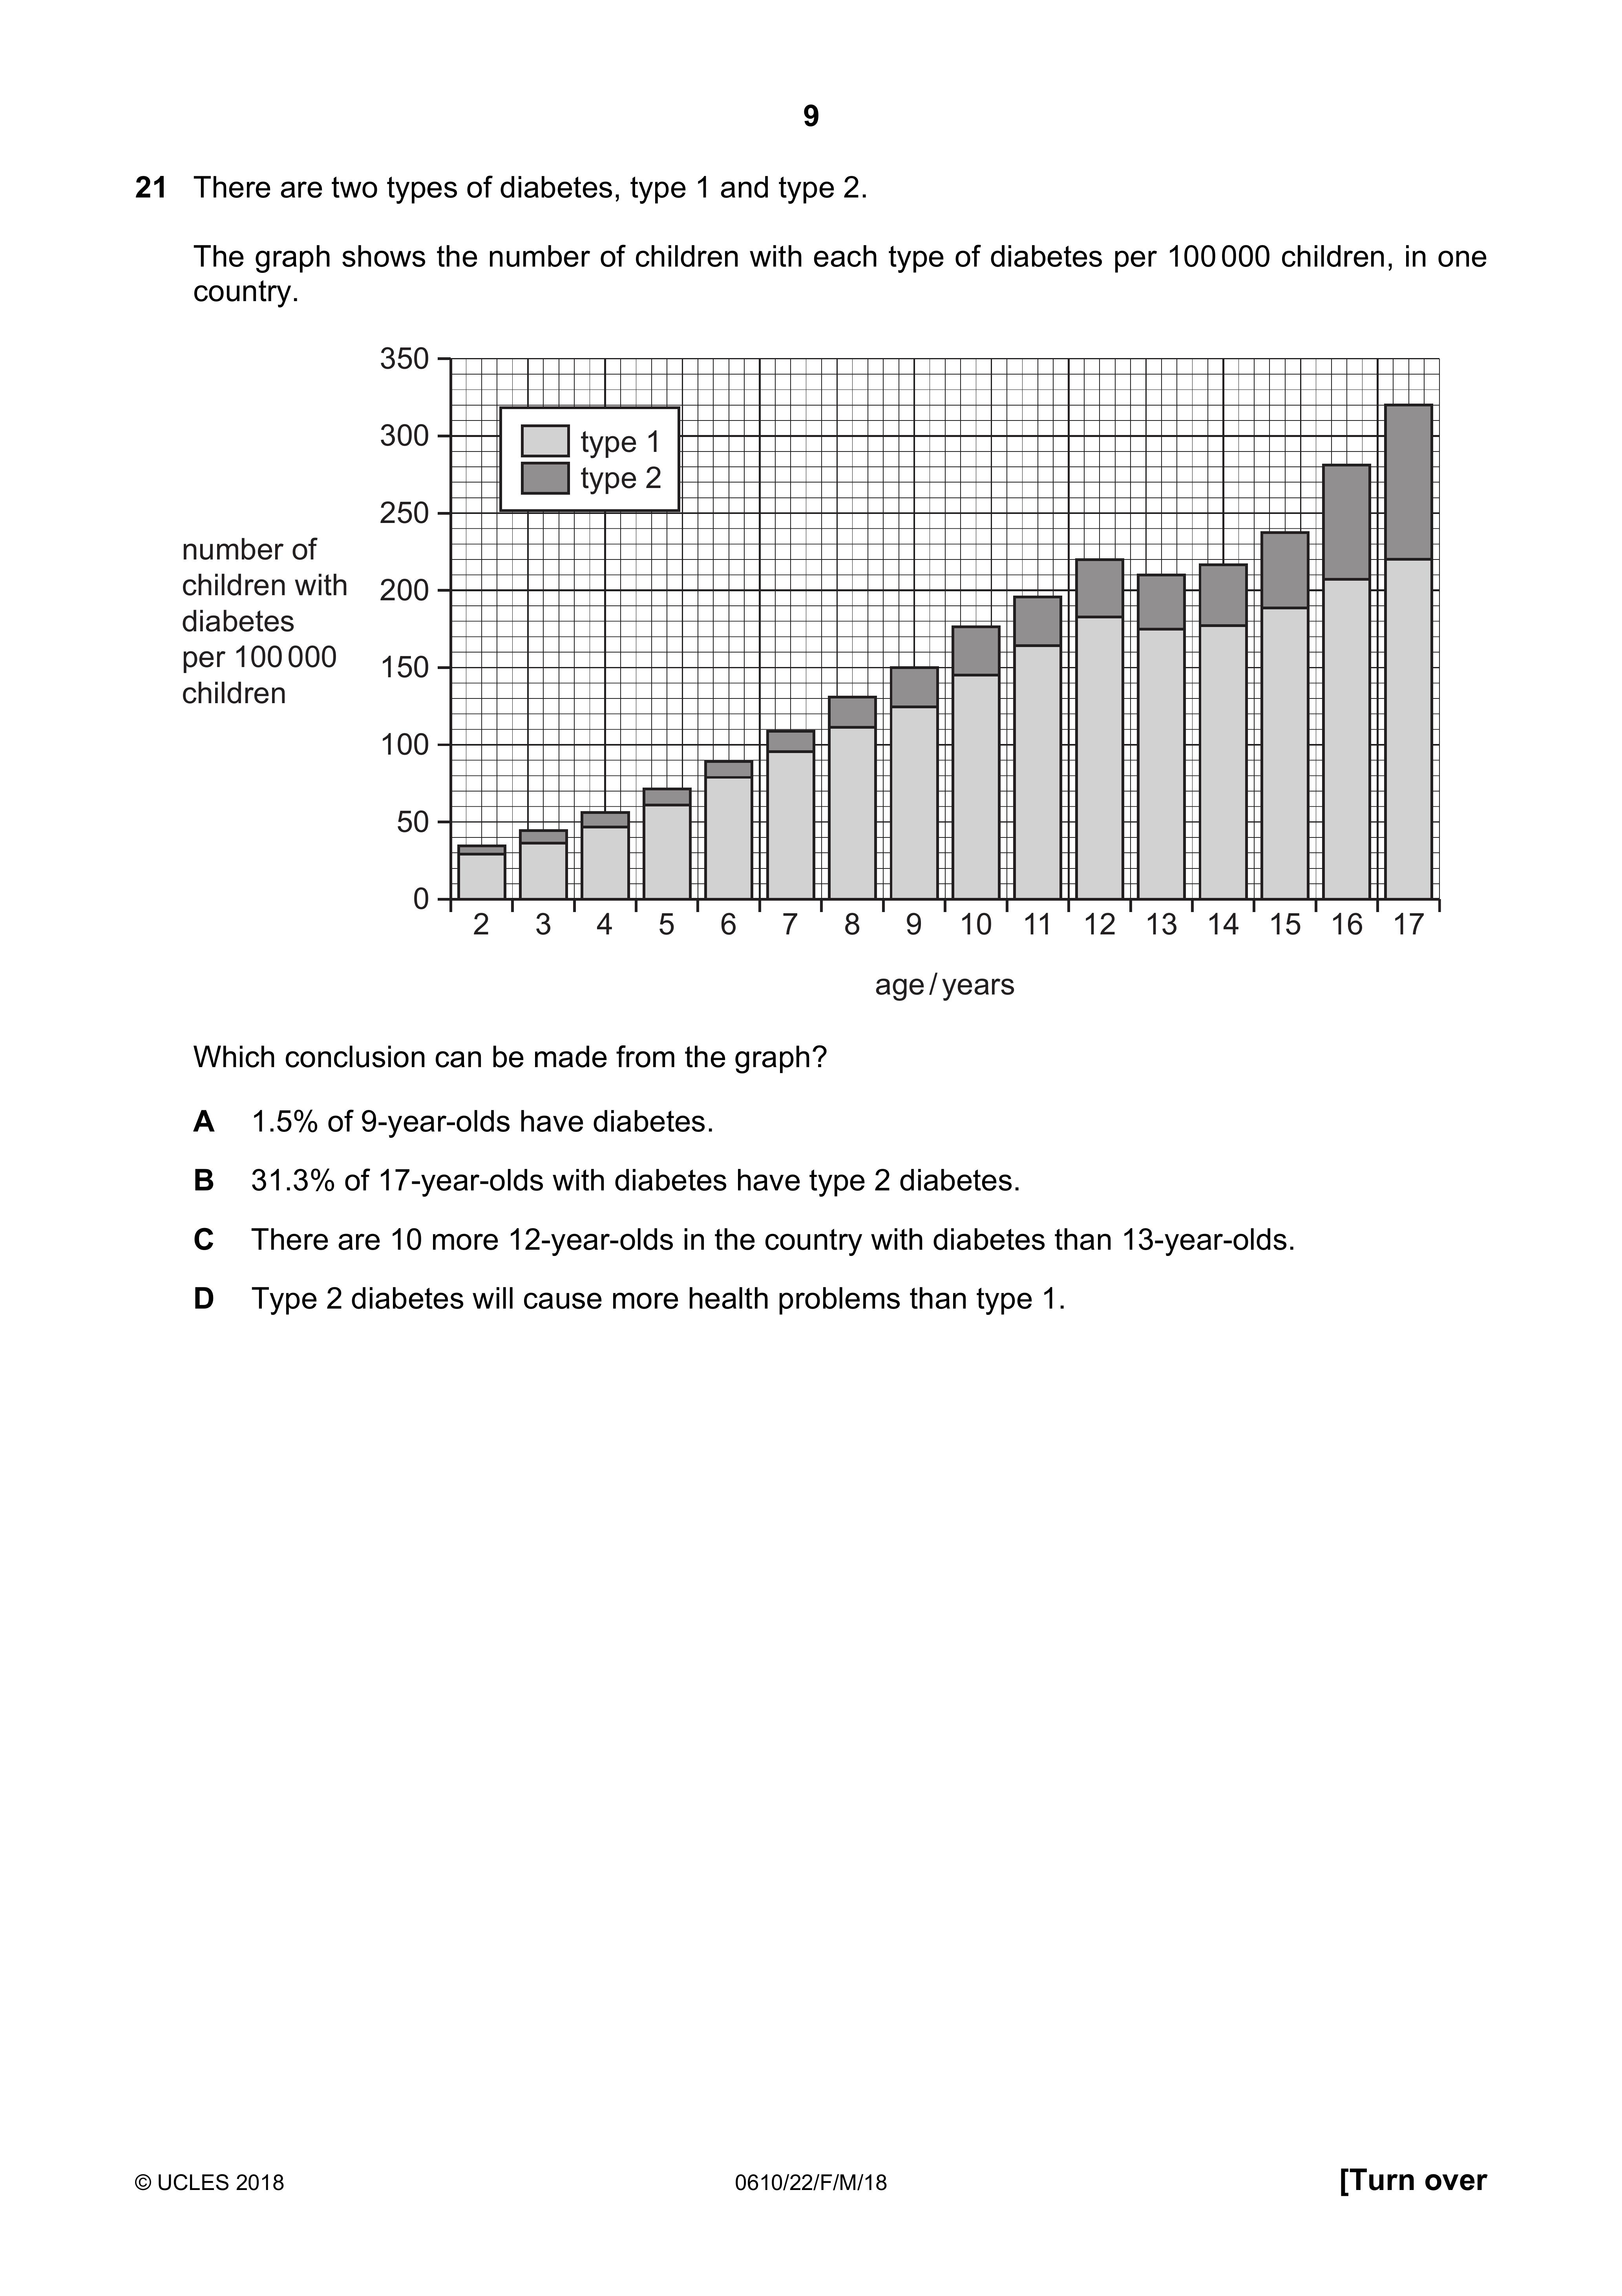 9
21 There are two types of diabetes, type 1 and type 2.
The graph shows the number of children with each type of diabetes per 100 000 children, in one
country.
350
300
250
200
150
100
50
0
type 1
type 2
number of
children with
diabetes
per 100 000
children
2 3 4 5 6 7 8 9 10 11 12 13 14 15 16 17
age / years
Which conclusion can be made from the graph?
A 1.5% of 9-year-olds have diabetes.
B 31.3% of 17-year-olds with diabetes have type 2 diabetes.
C There are 10 more 12-year-olds in the country with diabetes than 13-year-olds.
D Type 2 diabetes will cause more health problems than type 1.
© UCLES 2018 0610/22/F/M/18 [Turn over